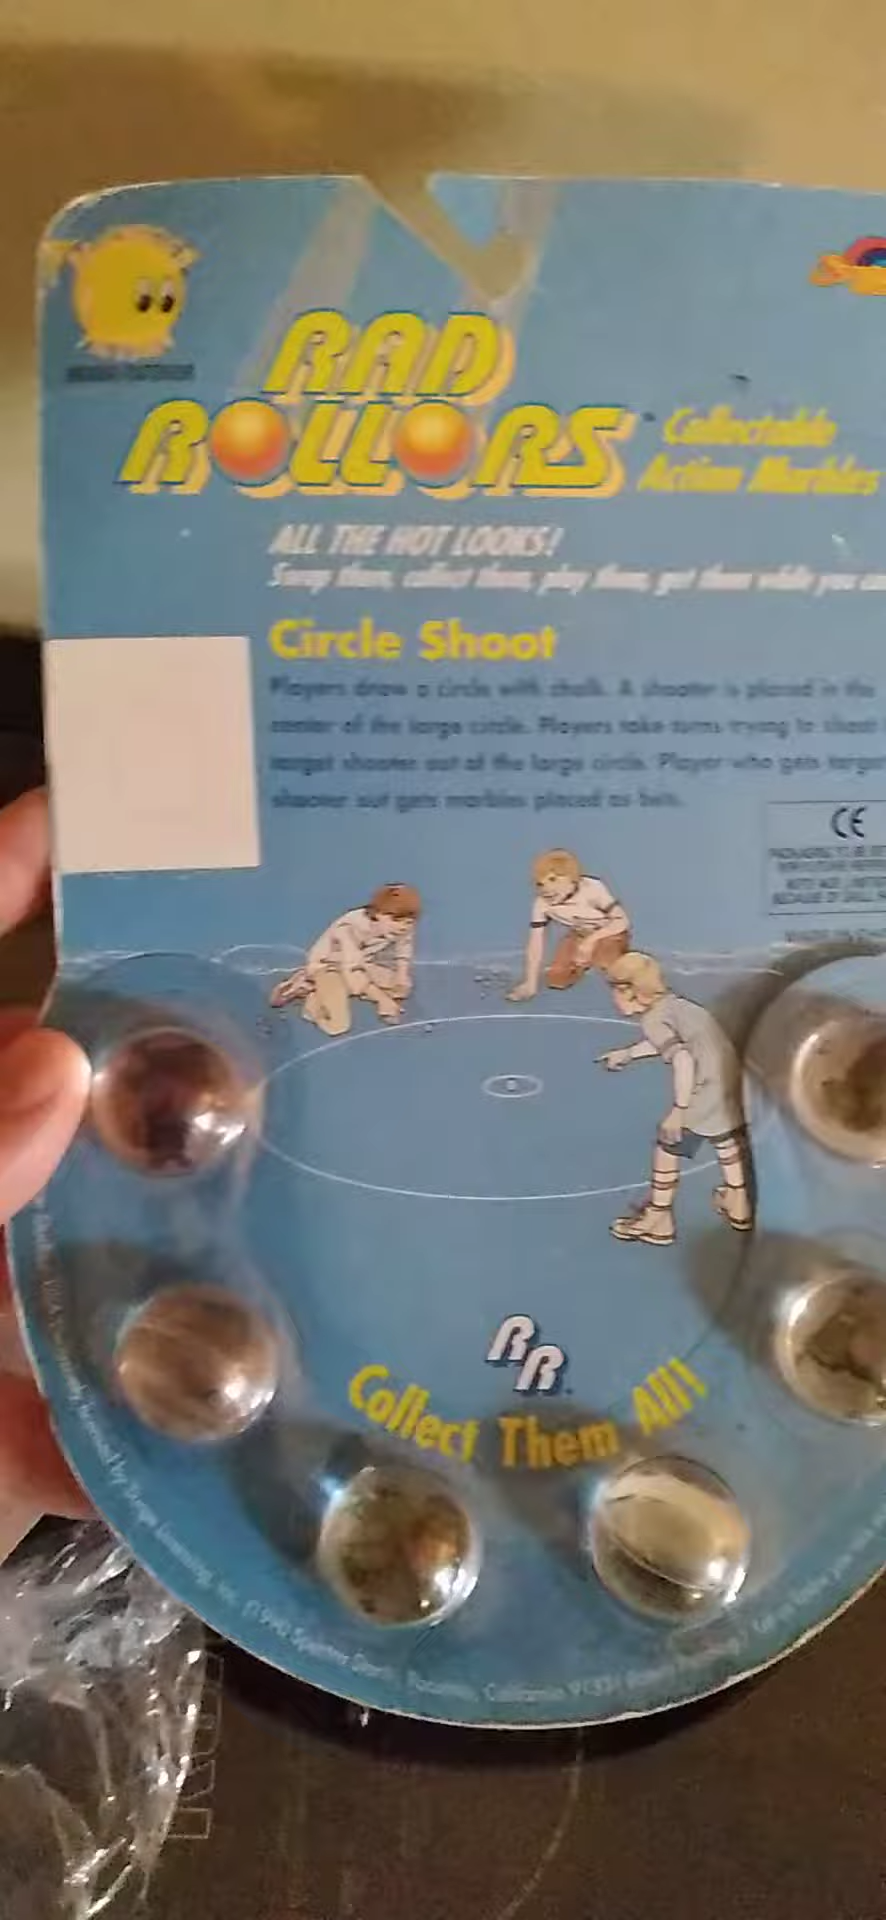 RAD
ROLLORS
Collectable
Action Marbles
ALL THE HOT LOOKS!
Swap them, collect them, play them, get them while you
Circle Shoot
Players draw a circle with chalk. A shooter is placed in the
center of the large circle. Players take turns trying to shoot
target shooter out of the large circle. Player who gets target
shooter out gets marbles placed as bets.
CE
RR
Collect Them All!